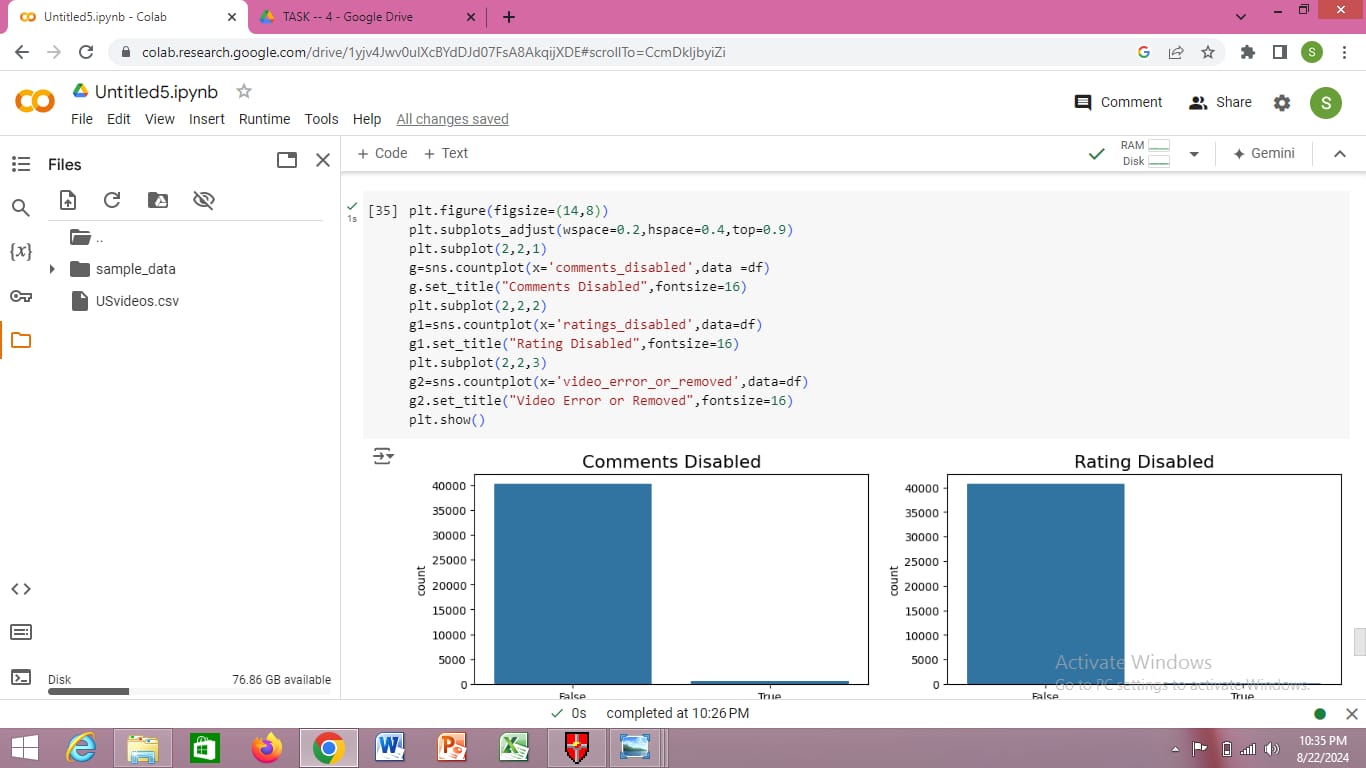 Untitled5.ipynb - Colab
TASK -- 4 - Google Drive
colab.research.google.com/drive/1yjv4Jwv0uIXcBYdDJd07FsA8AkqijXDE#scrollTo=CcmDkIjbyiZi
S
CO
Untitled5.ipynb
Comment
Share
S
File Edit View Insert Runtime Tools Help All changes saved
Files
+ Code + Text
RAM
Disk
Gemini
..
{x}
sample_data
USvideos.csv
1s
[35] plt.figure(figsize=(14,8))
plt.subplots_adjust(wspace=0.2,hspace=0.4,top=0.9)
plt.subplot(2,2,1)
g=sns.countplot(x='comments_disabled',data =df)
g.set_title("Comments Disabled",fontsize=16)
plt.subplot(2,2,2)
g1=sns.countplot(x='ratings_disabled',data=df)
g1.set_title("Rating Disabled",fontsize=16)
plt.subplot(2,2,3)
g2=sns.countplot(x='video_error_or_removed',data=df)
g2.set_title("Video Error or Removed",fontsize=16)
plt.show()
Comments Disabled
40000
35000
30000
25000
20000
15000
10000
5000
0
count
False True
Rating Disabled
40000
35000
30000
25000
20000
15000
10000
5000
0
count
False True
Activate Windows
Go to PC settings to activate Windows.
Disk 76.86 GB available
0s completed at 10:26 PM
10:35 PM
8/22/2024